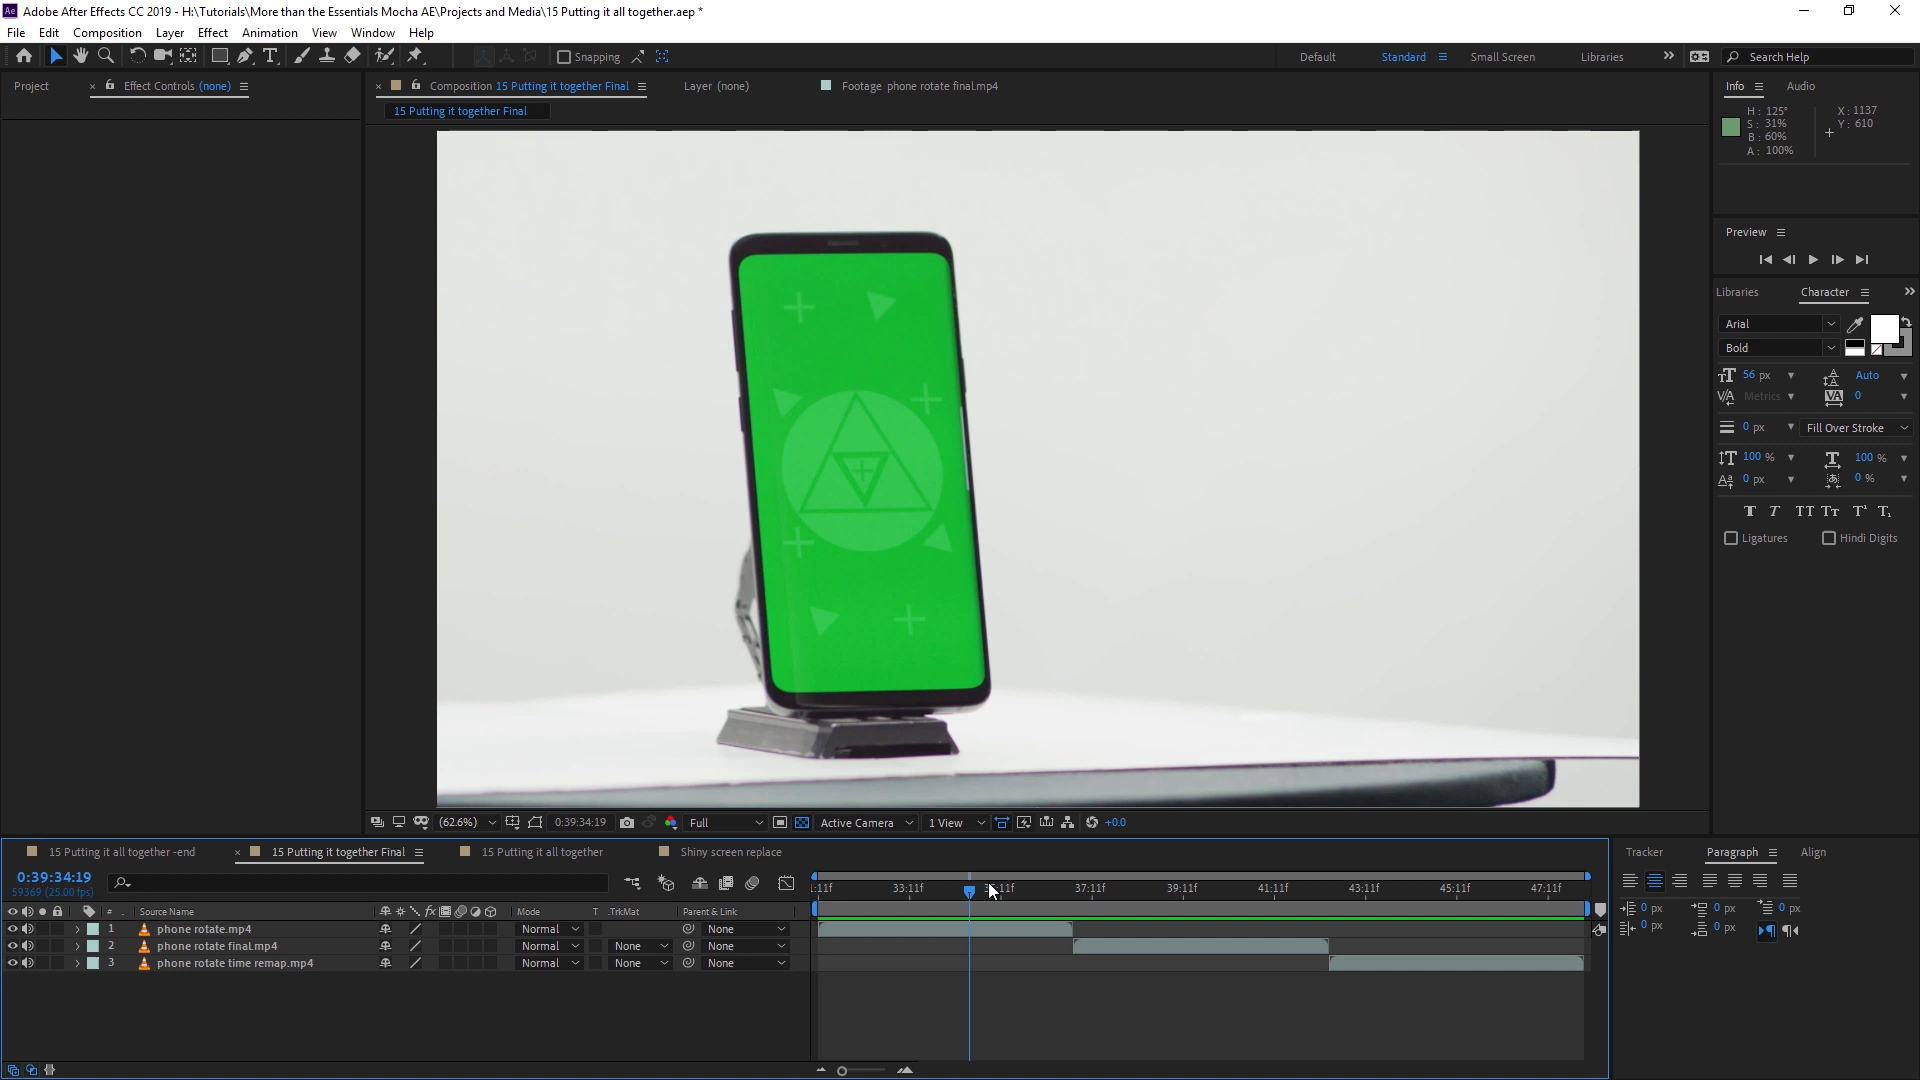 Adobe After Effects CC 2019 - H:\Tutorials\More than the Essentials Mocha AE\Projects and Media\15 Putting it all together.aep *
File Edit Composition Layer Effect Animation View Window Help
Snapping Default Standard Small Screen Libraries Search Help
Project Effect Controls (none) Composition 15 Putting it together Final Layer (none) Footage phone rotate final.mp4 Info Audio
15 Putting it together Final
H: 125° X: 1137
S: 31% Y: 610
B: 60%
A: 100%
Preview
Libraries Character
Arial
Bold
56 px Auto
Metrics 0
0 px Fill Over Stroke
100 % 100 %
0 px 0 %
Ligatures Hindi Digits
(62.6%) 0:39:34:19 Full Active Camera 1 View +0.0
15 Putting it all together -end 15 Putting it together Final 15 Putting it all together Shiny screen replace Tracker Paragraph Align
0:39:34:19
59369 (25.00 fps)
1:11f 33:11f 37:11f 39:11f 41:11f 43:11f 45:11f 47:11f
# Source Name Mode T .TrkMat Parent & Link
1 phone rotate.mp4 Normal None
2 phone rotate final.mp4 Normal None None
3 phone rotate time remap.mp4 Normal None None
0 px 0 px 0 px
0 px 0 px